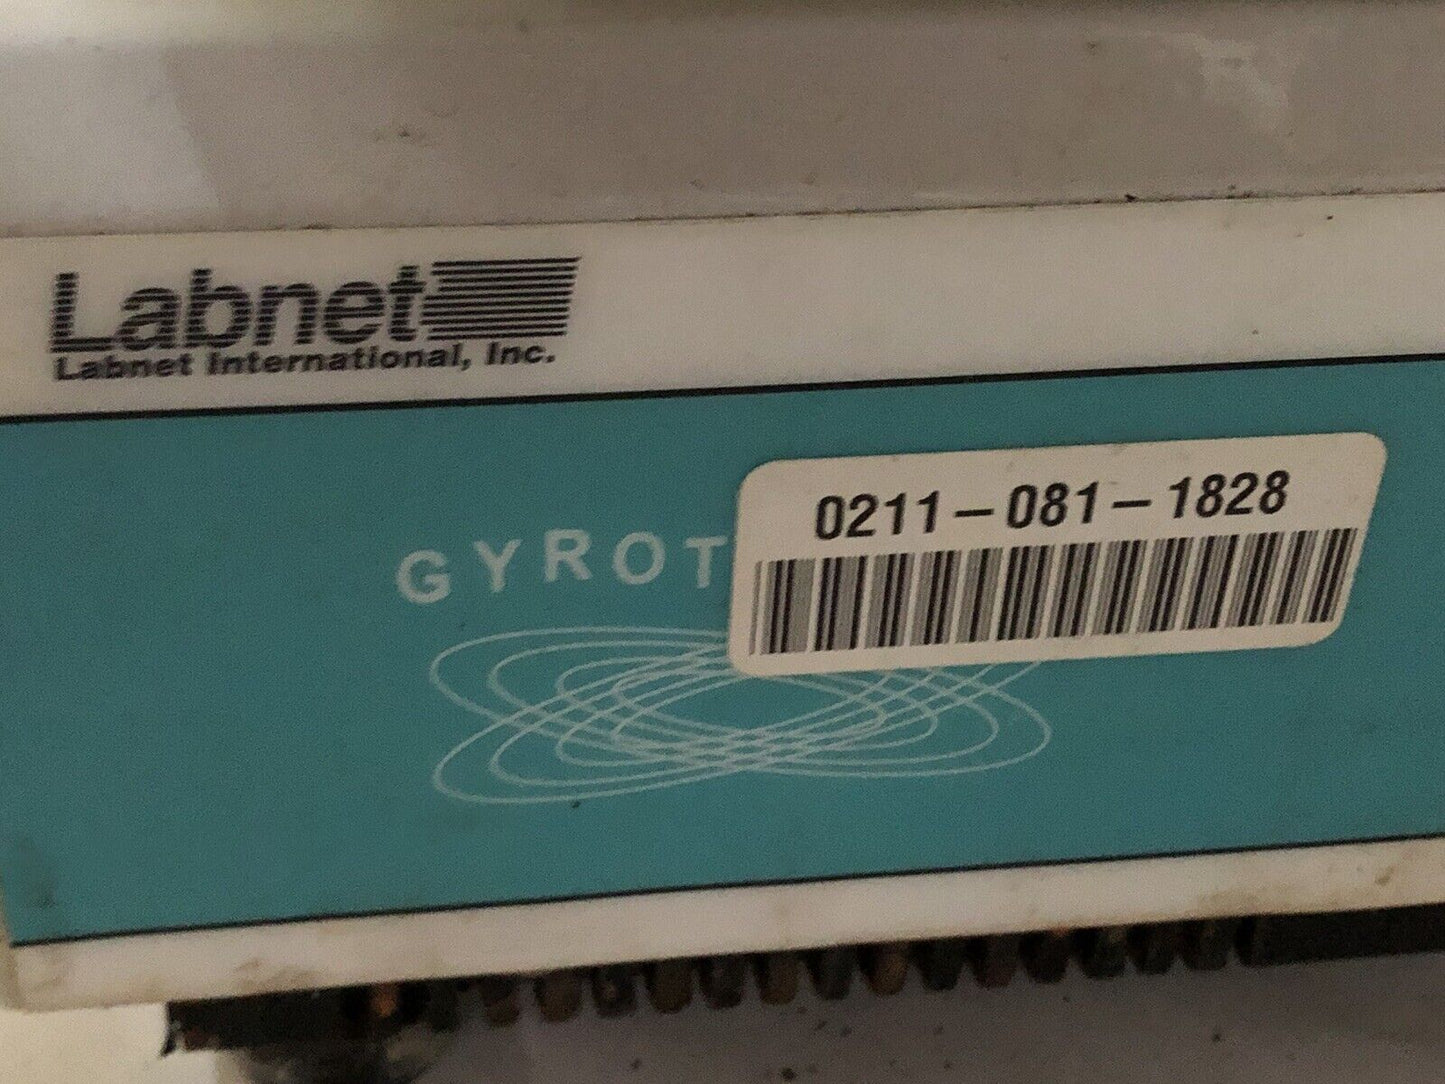 Labnet
Labnet International, Inc.
0211-081-1828
GYROT